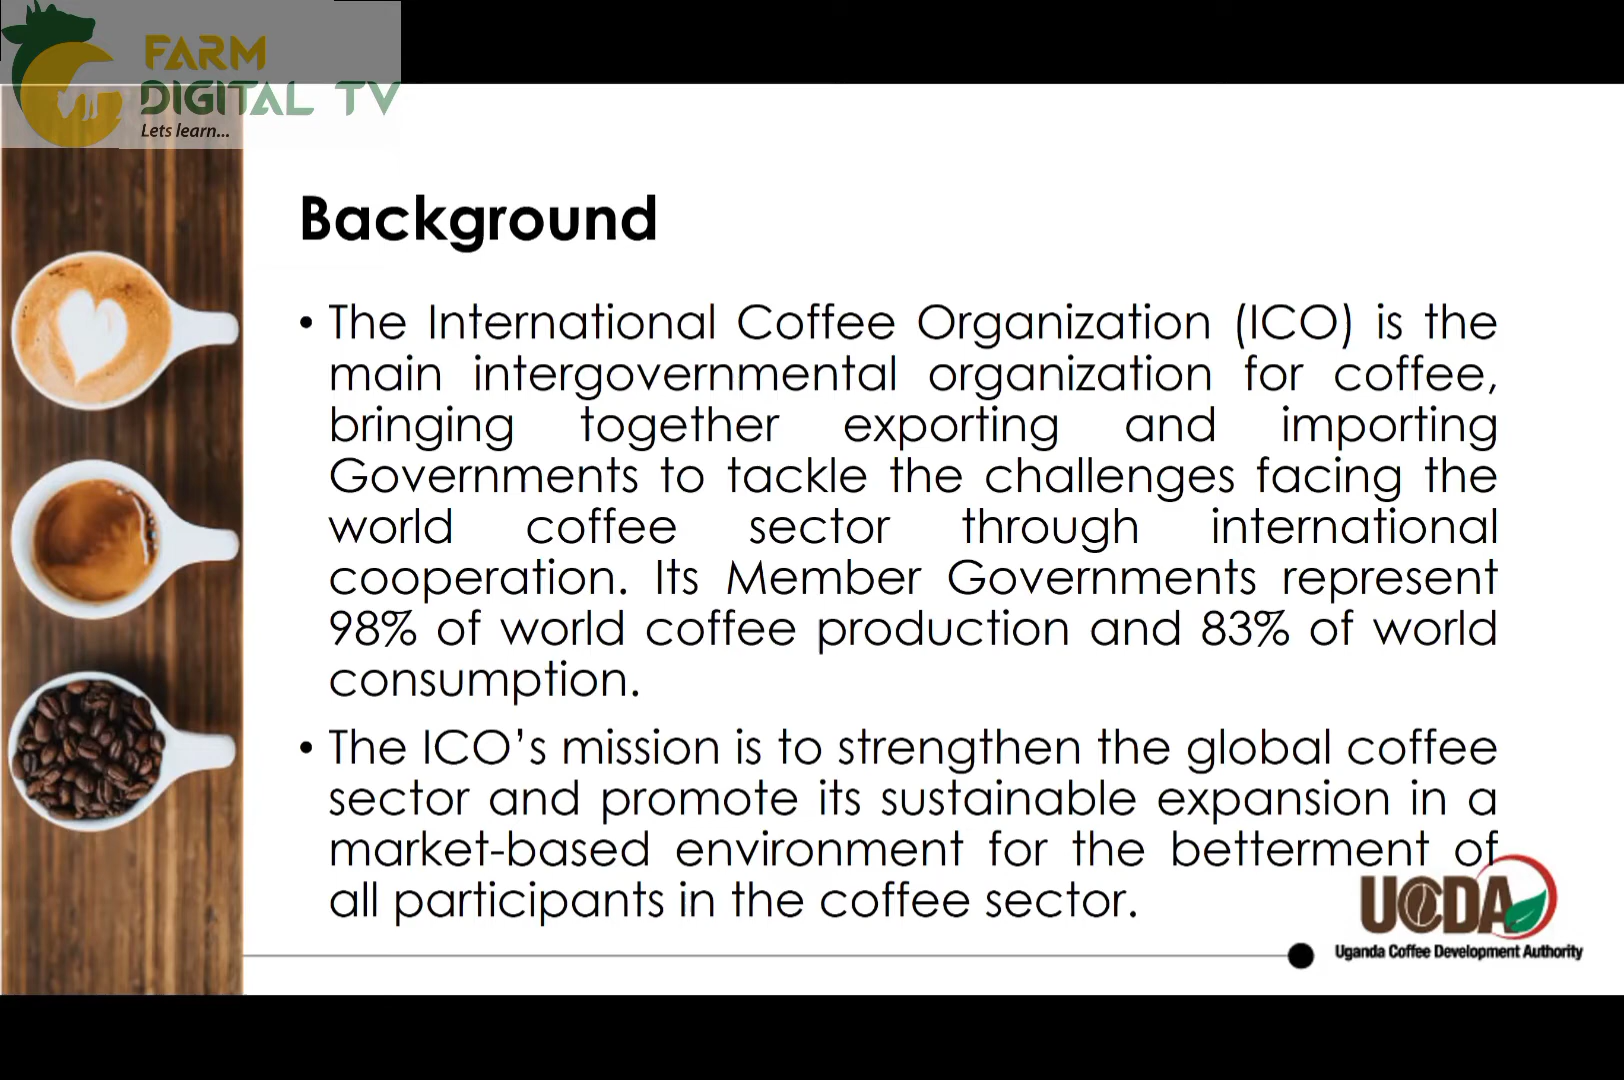 FARM
DIGITAL TV
Lets learn...
Background
• The International Coffee Organization (ICO) is the
main intergovernmental organization for coffee,
bringing together exporting and importing
Governments to tackle the challenges facing the
world coffee sector through international
cooperation. Its Member Governments represent
98% of world coffee production and 83% of world
consumption.
• The ICO’s mission is to strengthen the global coffee
sector and promote its sustainable expansion in a
market-based environment for the betterment of
all participants in the coffee sector.
UCDA
Uganda Coffee Development Authority